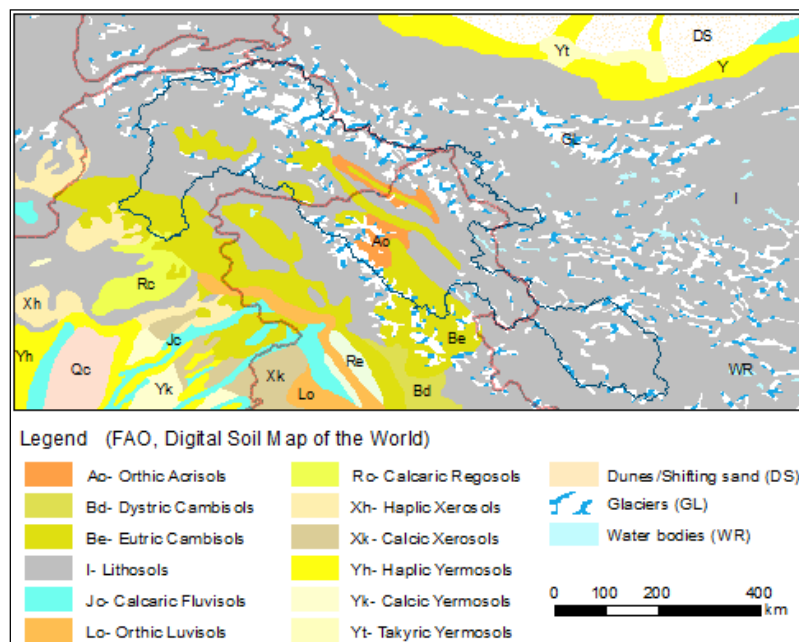 DS
Yt
Y
GL
I
Ao
Rc
Xh
Be
Jc
Yh
Re
Qc
WR
Xk
Yk
Lo
Bd
Legend (FAO, Digital Soil Map of the World)
Ao- Orthic Acrisols
Bd- Dystric Cambisols
Be- Eutric Cambisols
I- Lithosols
Jc- Calcaric Fluvisols
Lo- Orthic Luvisols
Rc- Calcaric Regosols
Xh- Haplic Xerosols
Xk- Calcic Xerosols
Yh- Haplic Yermosols
Yk- Calcic Yermosols
Yt- Takyric Yermosols
Dunes/Shifting sand (DS)
Glaciers (GL)
Water bodies (WR)
0 100 200 400
km